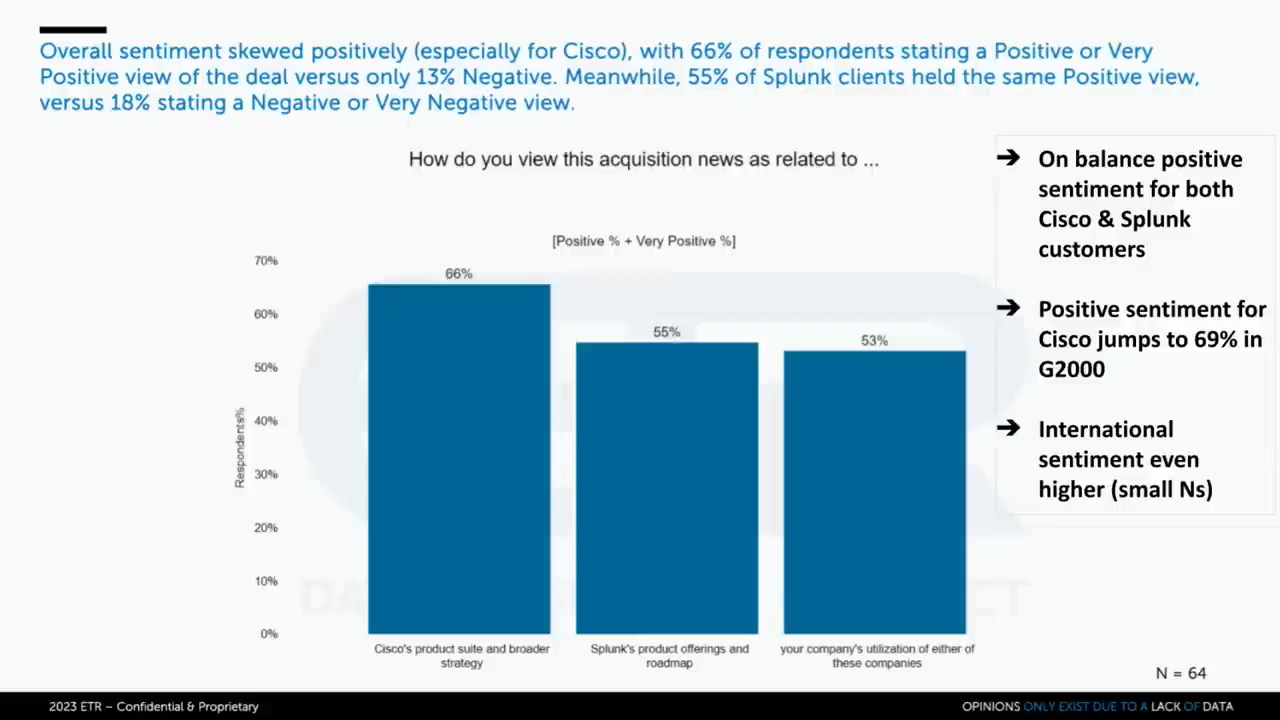 Overall sentiment skewed positively (especially for Cisco), with 66% of respondents stating a Positive or Very
Positive view of the deal versus only 13% Negative. Meanwhile, 55% of Splunk clients held the same Positive view,
versus 18% stating a Negative or Very Negative view.
How do you view this acquisition news as related to ...
[Positive % + Very Positive %]
Respondents%
70%
60%
50%
40%
30%
20%
10%
0%
66%
55%
53%
Cisco's product suite and broader
strategy
Splunk's product offerings and
roadmap
your company's utilization of either of
these companies
➔ On balance positive
sentiment for both
Cisco & Splunk
customers
➔ Positive sentiment for
Cisco jumps to 69% in
G2000
➔ International
sentiment even
higher (small Ns)
N = 64
2023 ETR – Confidential & Proprietary
OPINIONS ONLY EXIST DUE TO A LACK OF DATA